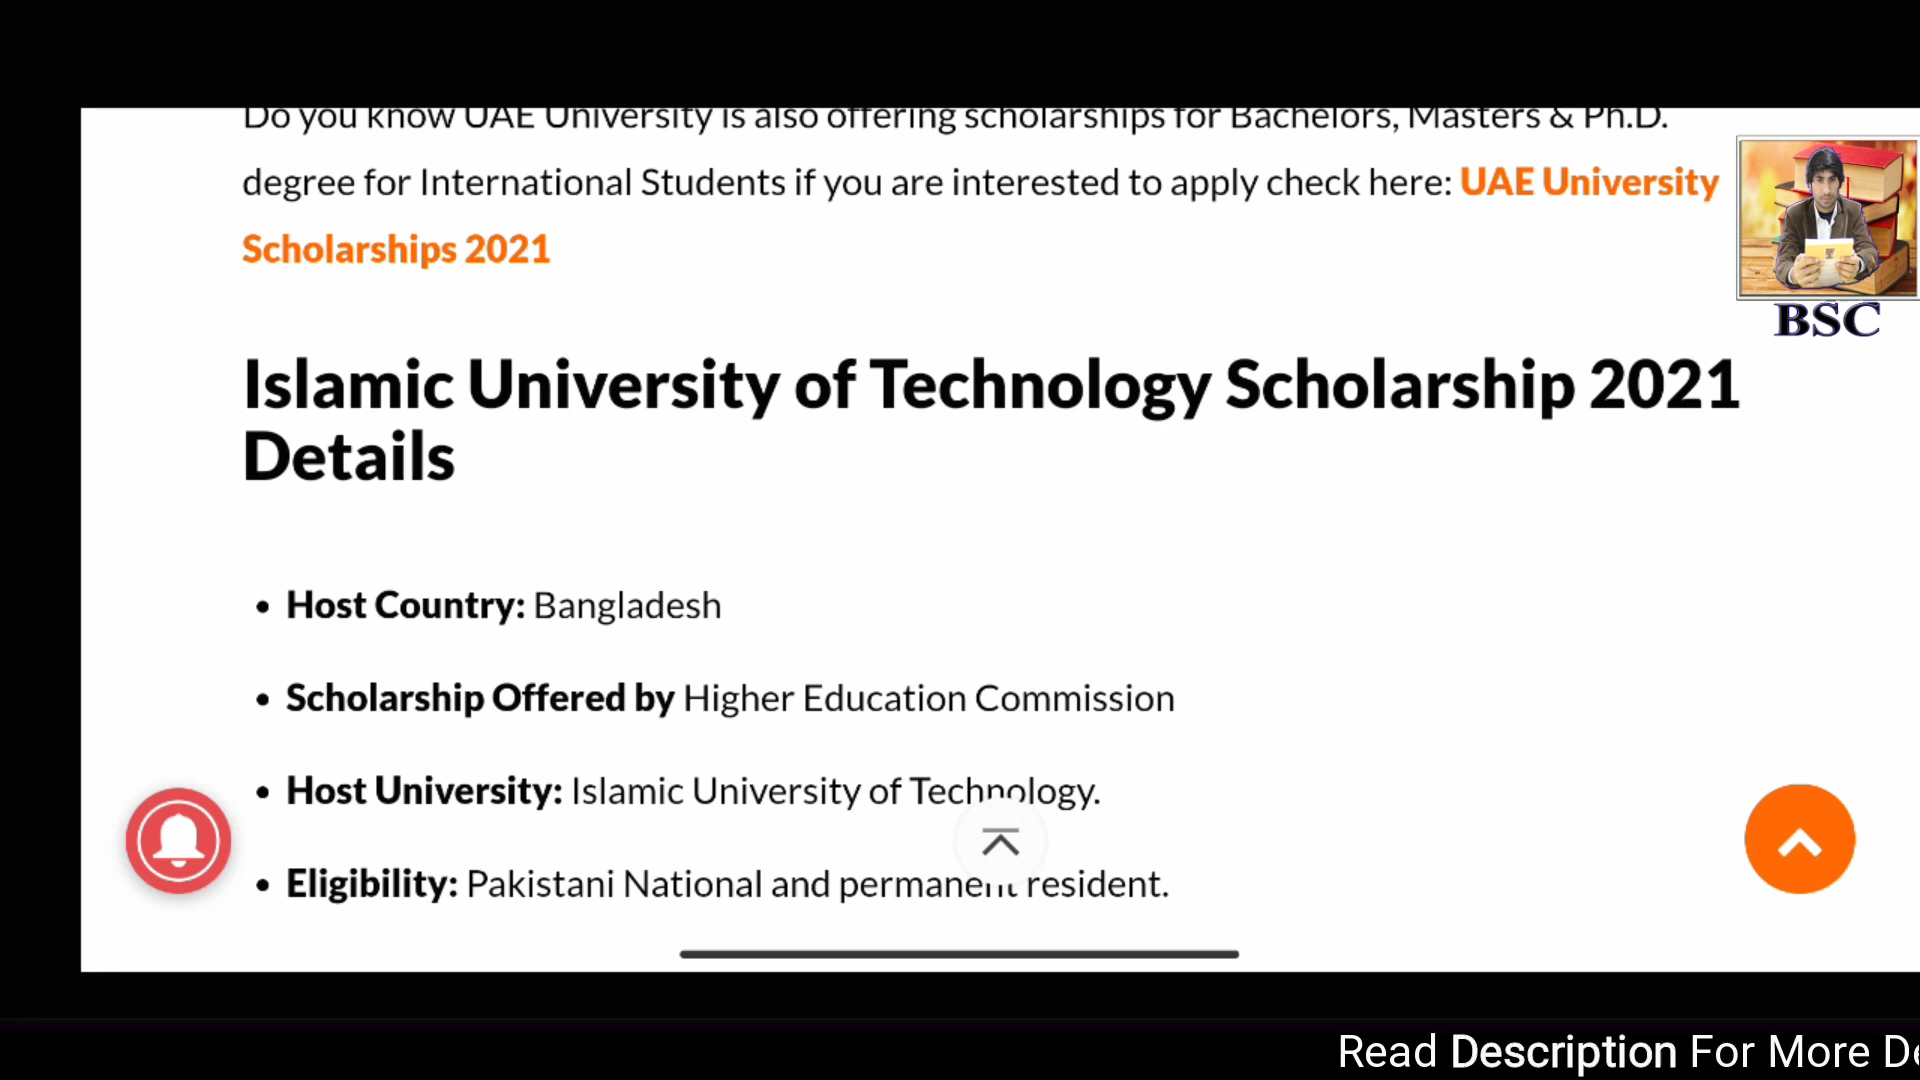 Do you know UAE University is also offering scholarships for Bachelors, Masters & Ph.D.
degree for International Students if you are interested to apply check here: UAE University
Scholarships 2021
BSC
Islamic University of Technology Scholarship 2021
Details
• Host Country: Bangladesh
• Scholarship Offered by Higher Education Commission
• Host University: Islamic University of Technology.
• Eligibility: Pakistani National and permanent resident.
Read Description For More